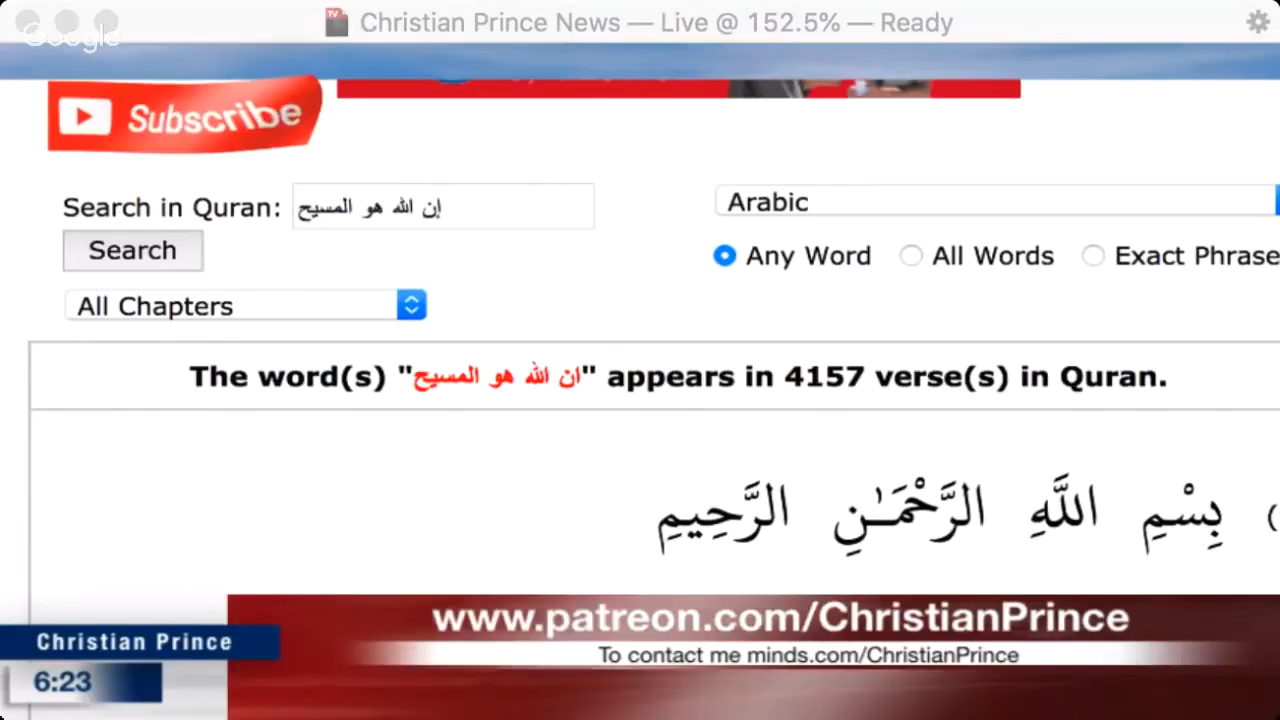 Christian Prince News — Live @ 152.5% — Ready
Google
Subscribe
Search in Quran: إن الله هو المسيح
Arabic
Search
Any Word All Words Exact Phrase
All Chapters
The word(s) "ان الله هو المسيح" appears in 4157 verse(s) in Quran.
بِسْمِ اللَّهِ الرَّحْمَـٰنِ الرَّحِيمِ
www.patreon.com/ChristianPrince
Christian Prince
To contact me minds.com/ChristianPrince
6:23